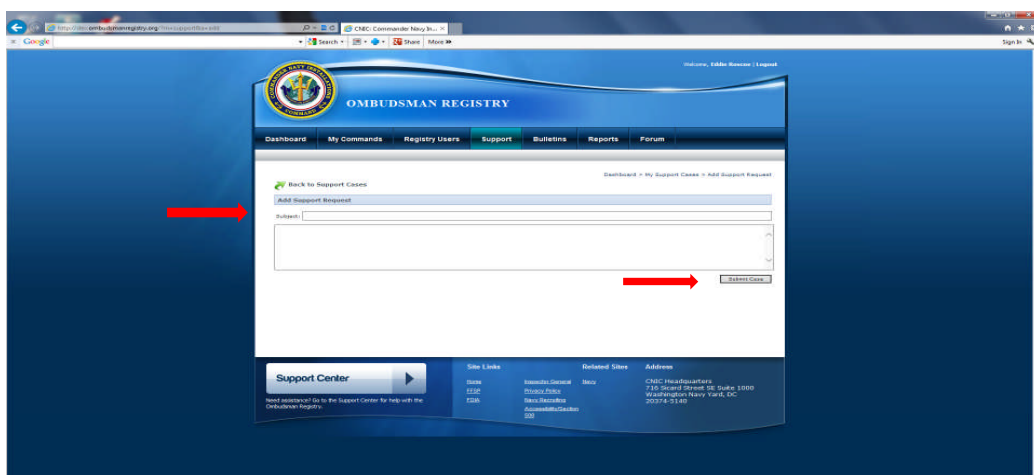 CNIC: Commander Navy In...
Google
Search
Share
More »
Sign In
Welcome, Eddie Roscoe | Logout
OMBUDSMAN REGISTRY
Dashboard My Commands Registry Users Support Bulletins Reports Forum
Dashboard > My Support Cases > Add Support Request
Back to Support Cases
Add Support Request
Subject:
Submit Case
Support Center
Need assistance? Go to the Support Center for help with the
Ombudsman Registry.
Site Links
Home
FFSP
Inspector General
Privacy Policy
Navy Recruiting
Accessibility/Section
508
Related Sites
Navy
Address
CNIC Headquarters
716 Sicard Street SE Suite 1000
Washington Navy Yard, DC
20374-5140